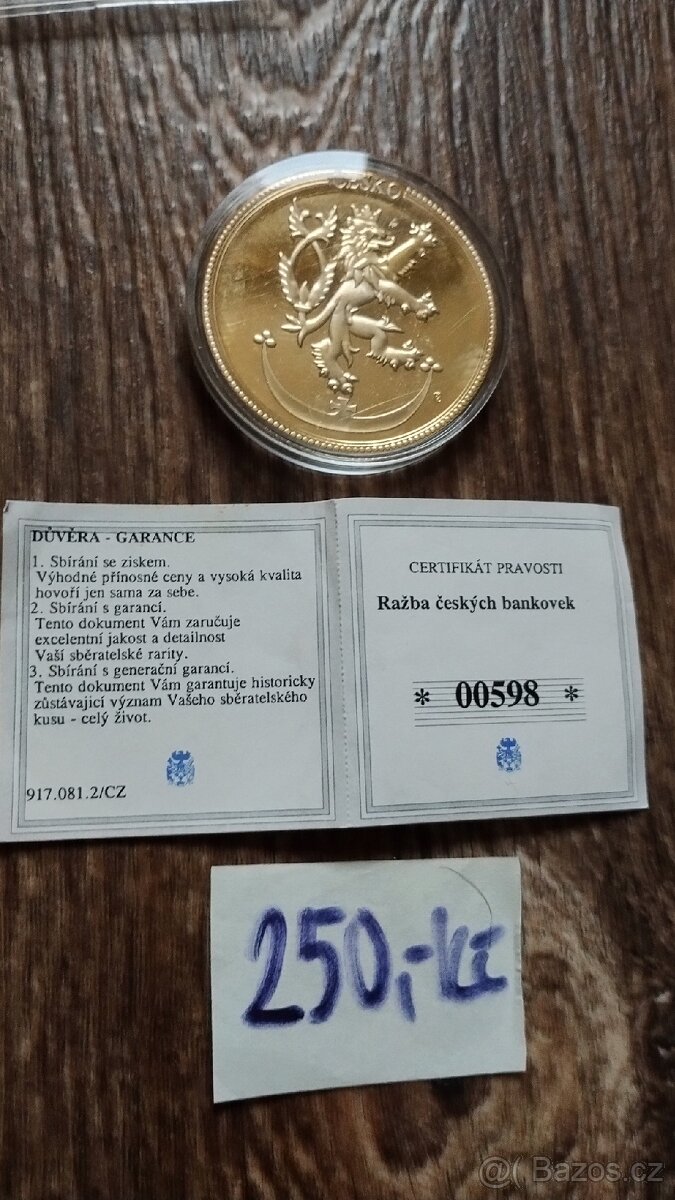 ČESKO
DŮVĚRA - GARANCE
1. Sbírání se ziskem.
Výhodné přínosné ceny a vysoká kvalita
hovoří jen sama za sebe.
2. Sbírání s garancí.
Tento dokument Vám zaručuje
excelentní jakost a detailnost
Vaší sběratelské rarity.
3. Sbírání s generační garancí.
Tento dokument Vám garantuje historicky
zůstávající význam Vašeho sběratelského
kusu - celý život.
917.081.2/CZ
CERTIFIKÁT PRAVOSTI
Ražba českých bankovek
* 00598 *
250,-kč
@( Bazos.cz